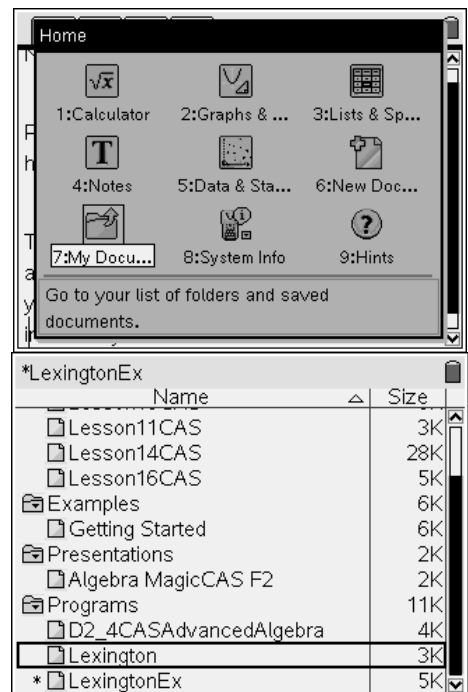 Home
1:Calculator 2:Graphs & ... 3:Lists & Sp...
4:Notes 5:Data & Sta... 6:New Doc...
7:My Docu... 8:System Info 9:Hints
Go to your list of folders and saved
documents.
*LexingtonEx
Name Size
Lesson11CAS 3K
Lesson14CAS 28K
Lesson16CAS 5K
Examples 6K
Getting Started 6K
Presentations 2K
Algebra MagicCAS F2 2K
Programs 11K
D2_4CASAdvancedAlgebra 4K
Lexington 3K
* LexingtonEx 5K